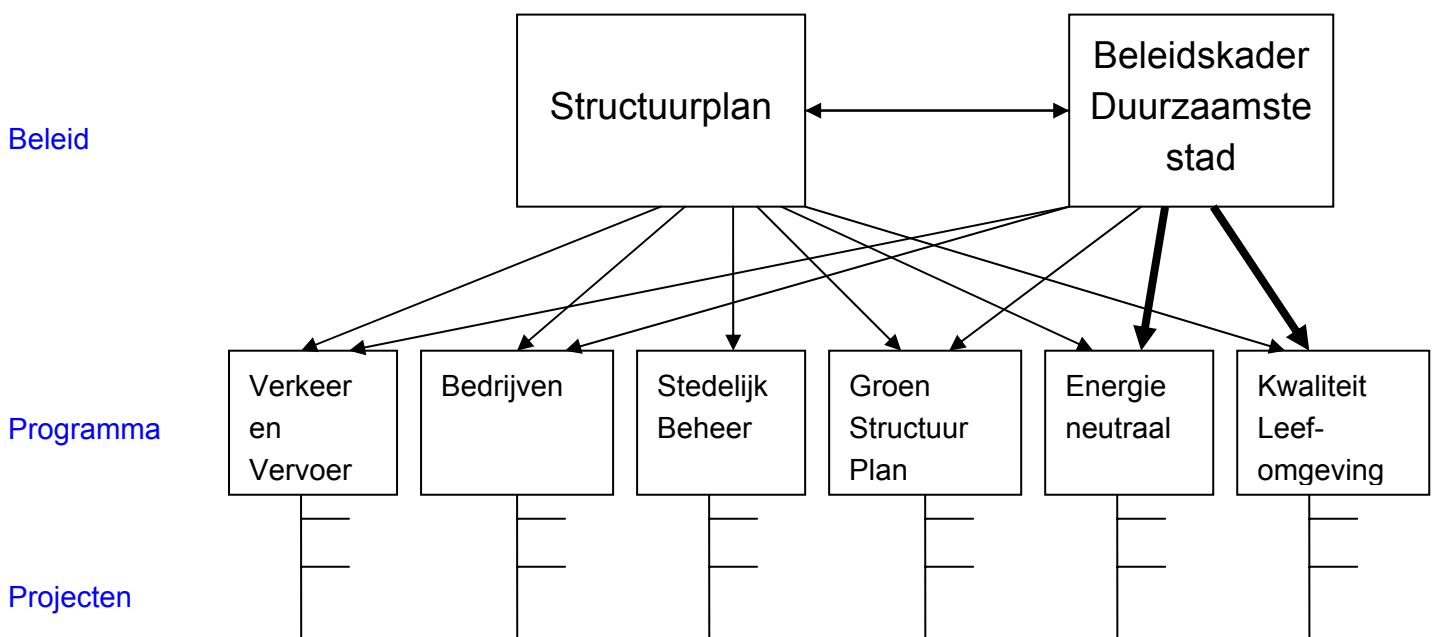 Beleid
Structuurplan
Beleidskader
Duurzaamste
stad
Programma
Verkeer
en
Vervoer
Bedrijven
Stedelijk
Beheer
Groen
Structuur
Plan
Energie
neutraal
Kwaliteit
Leef-
omgeving
Projecten